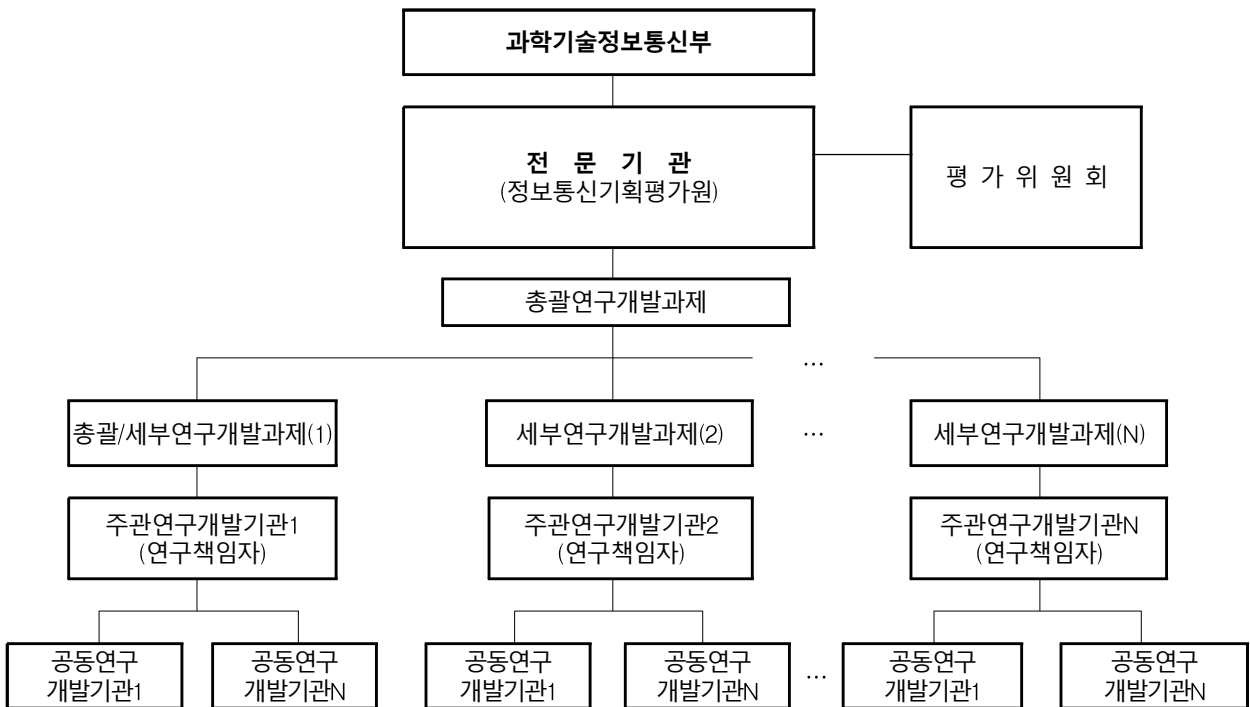 과학기술정보통신부
전 문 기 관
(정보통신기획평가원)
평 가 위 원 회
총괄연구개발과제
…
총괄/세부연구개발과제(1)
세부연구개발과제(2)
…
세부연구개발과제(N)
주관연구개발기관1
(연구책임자)
주관연구개발기관2
(연구책임자)
주관연구개발기관N
(연구책임자)
공동연구
개발기관1
공동연구
개발기관N
공동연구
개발기관1
공동연구
개발기관N
…
공동연구
개발기관1
공동연구
개발기관N